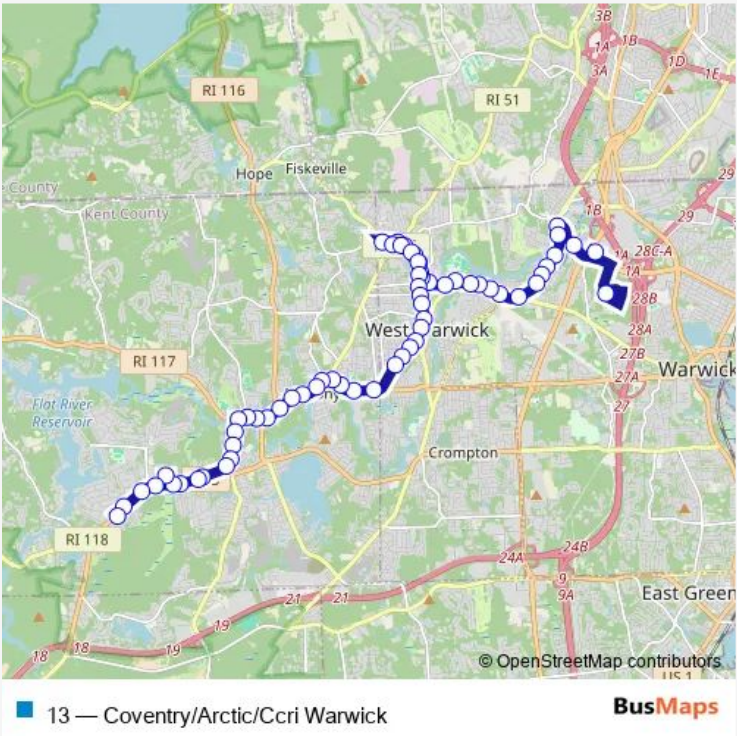 3B
1A
1B
1D
3A
1E
RI 116
RI 51
Hope
Fiskeville
29
County
Kent County
1B
29
1A
28C-A
1A
28B
West Warwick
28A
RI 117
27B
Warwick
27A
27
Flat River
Reservoir
Crompton
RI 118
24A
24B
9
9A
East Green
21
21
19
19
18
18
© OpenStreetMap contributors
US 1
13 — Coventry/Arctic/Ccri Warwick
BusMaps